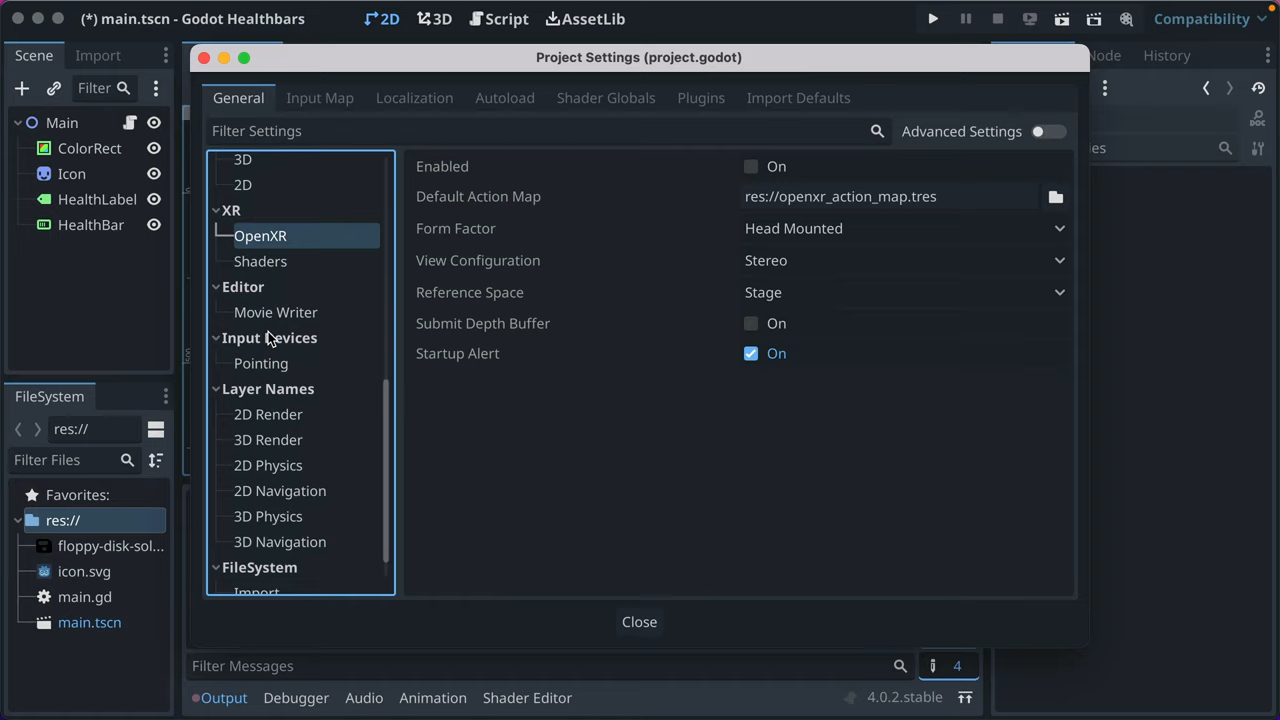 (*) main.tscn - Godot Healthbars
2D
3D
Script
AssetLib
Compatibility
Scene
Import
Filter
Main
ColorRect
Icon
HealthLabel
HealthBar
FileSystem
res://
Filter Files
Favorites:
res://
floppy-disk-sol...
icon.svg
main.gd
main.tscn
Project Settings (project.godot)
General
Input Map
Localization
Autoload
Shader Globals
Plugins
Import Defaults
Filter Settings
Advanced Settings
3D
2D
XR
OpenXR
Shaders
Editor
Movie Writer
Input Devices
Pointing
Layer Names
2D Render
3D Render
2D Physics
2D Navigation
3D Physics
3D Navigation
FileSystem
Import
Enabled On
Default Action Map res://openxr_action_map.tres
Form Factor Head Mounted
View Configuration Stereo
Reference Space Stage
Submit Depth Buffer On
Startup Alert On
Close
Node
History
DOC
Filter Messages
4
Output
Debugger
Audio
Animation
Shader Editor
4.0.2.stable